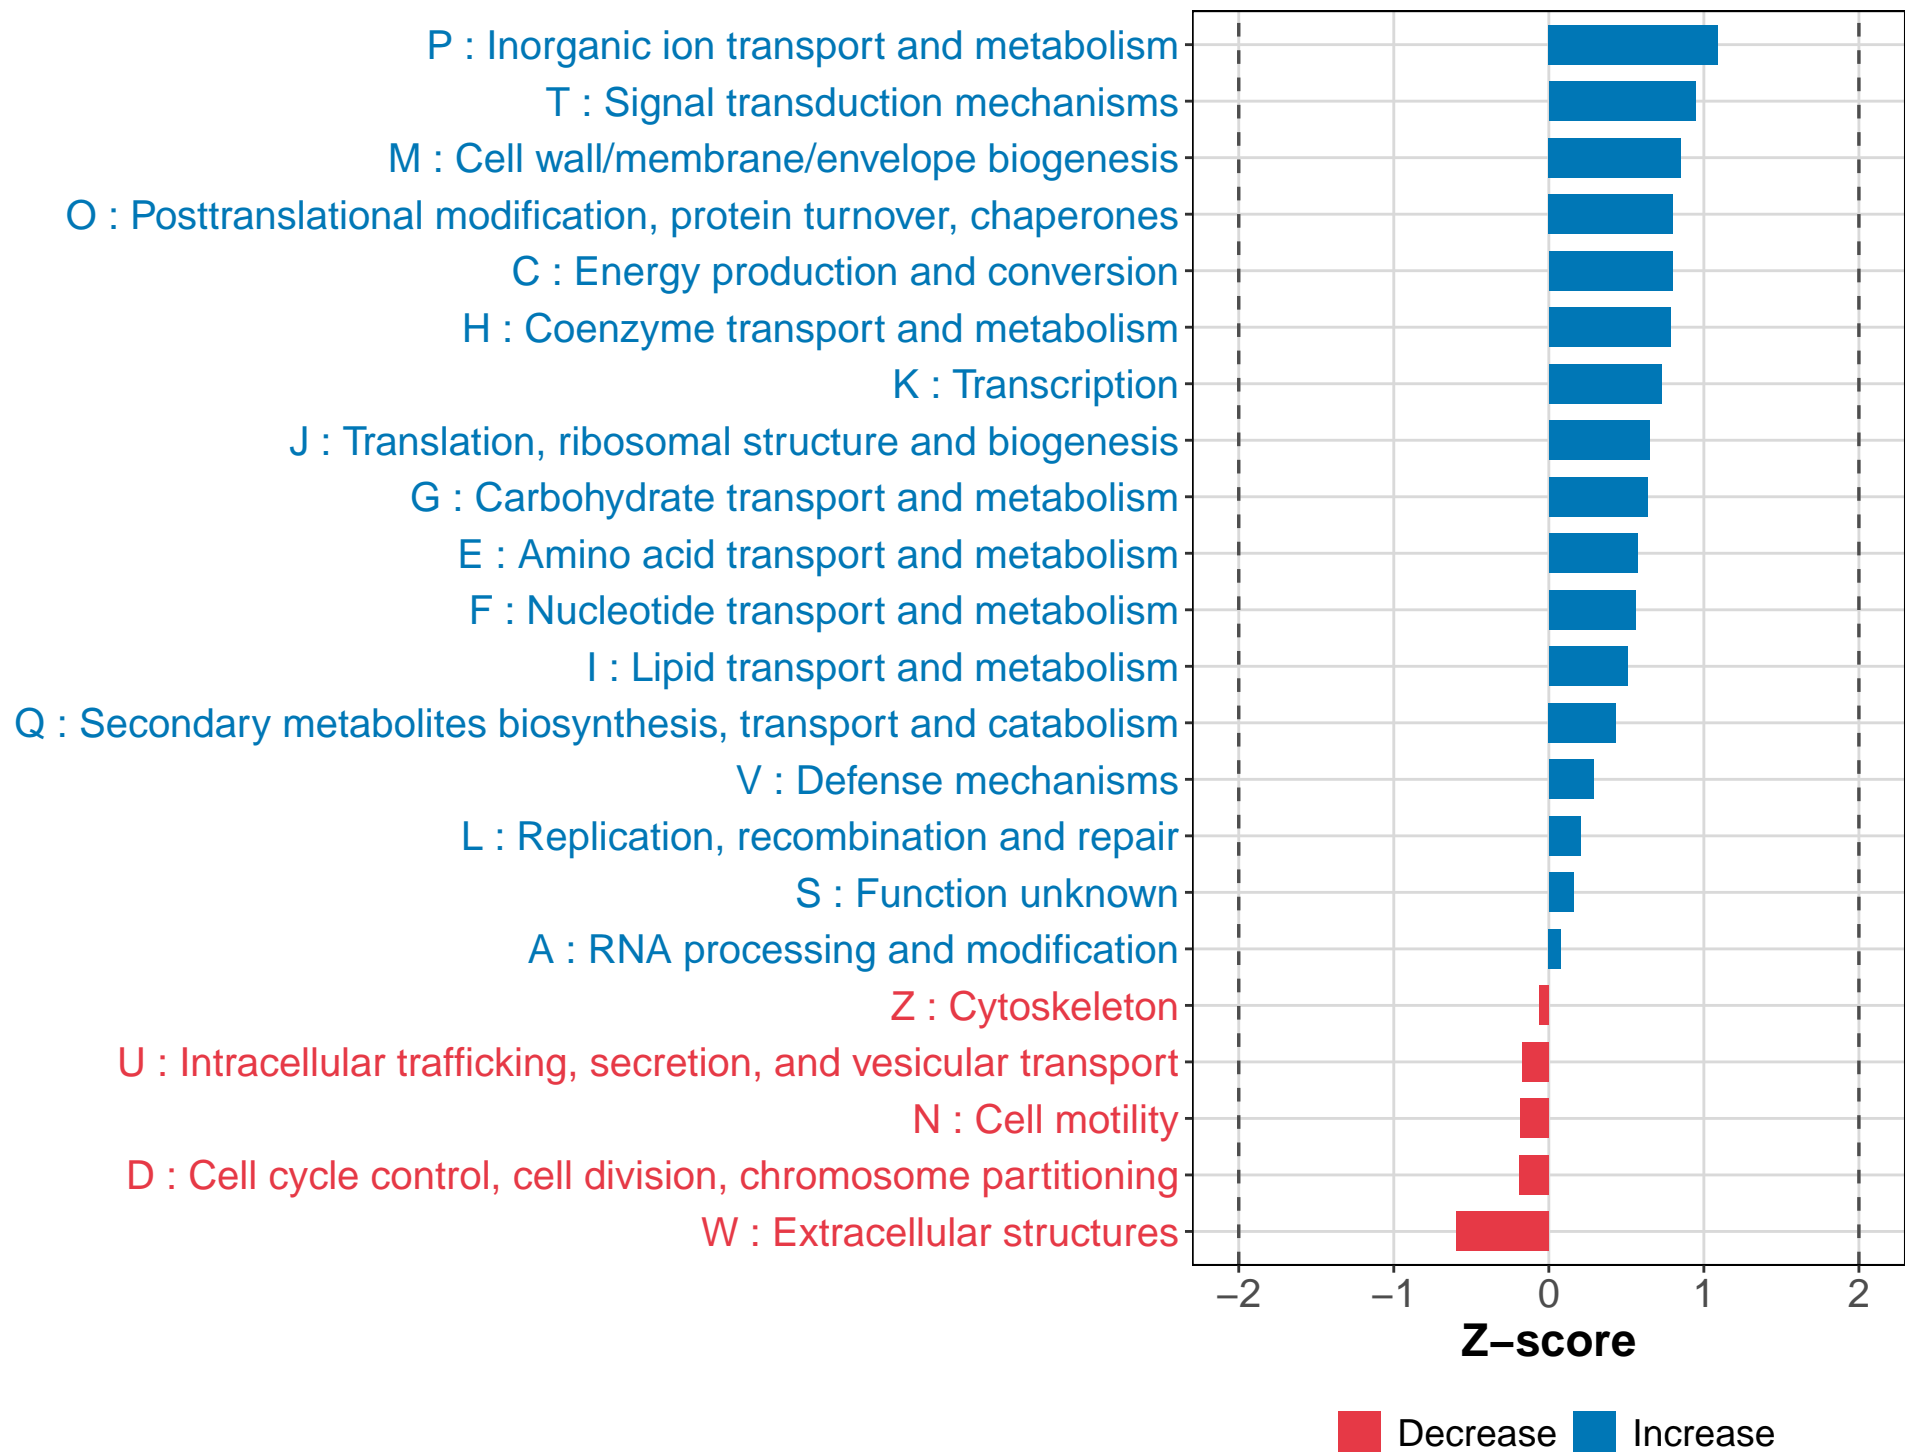 P : Inorganic ion transport and metabolism
T : Signal transduction mechanisms
M : Cell wall/membrane/envelope biogenesis
O : Posttranslational modification, protein turnover, chaperones
C : Energy production and conversion
H : Coenzyme transport and metabolism
K : Transcription
J : Translation, ribosomal structure and biogenesis
G : Carbohydrate transport and metabolism
E : Amino acid transport and metabolism
F : Nucleotide transport and metabolism
I : Lipid transport and metabolism
Q : Secondary metabolites biosynthesis, transport and catabolism
V : Defense mechanisms
L : Replication, recombination and repair
S : Function unknown
A : RNA processing and modification
Z : Cytoskeleton
U : Intracellular trafficking, secretion, and vesicular transport
N : Cell motility
D : Cell cycle control, cell division, chromosome partitioning
W : Extracellular structures
−2 −1 0 1 2
Z−score
Decrease Increase